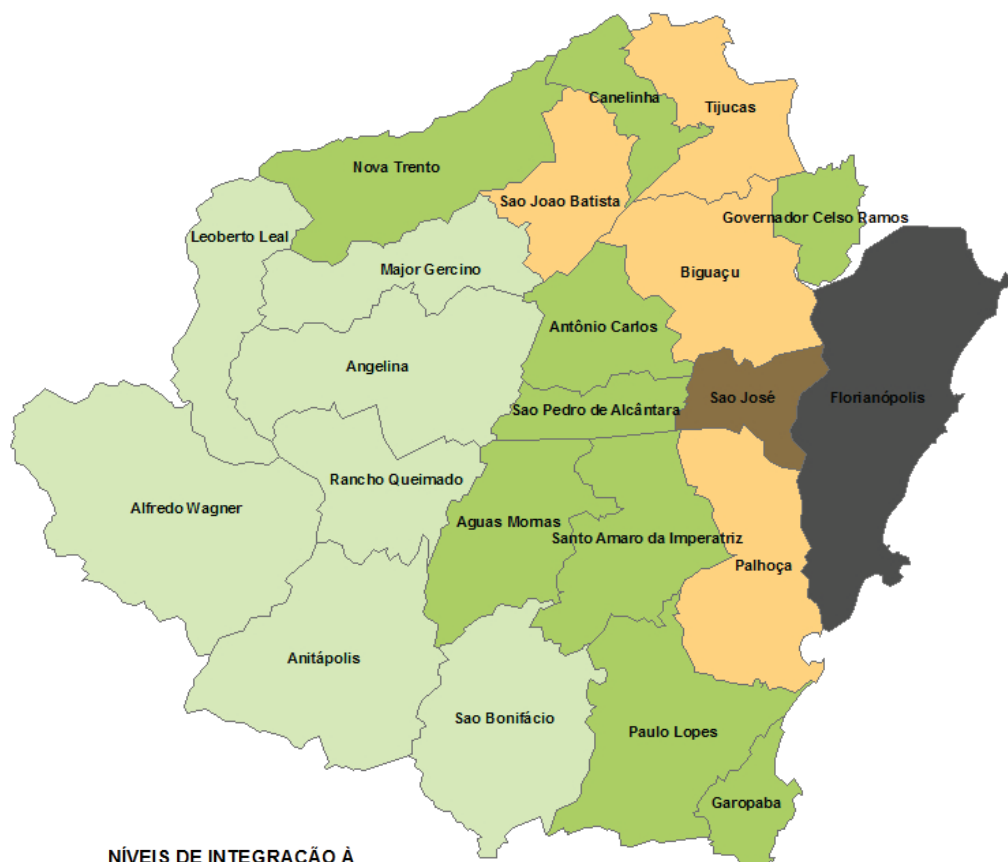 Canelinha
Tijucas
Nova Trento
Sao Joao Batista
Governador Celso Ramos
Leoberto Leal
Major Gercino
Biguaçu
Antônio Carlos
Angelina
Sao José
Florianópolis
Sao Pedro de Alcântara
Rancho Queimado
Alfredo Wagner
Aguas Mornas
Santo Amaro da Imperatriz
Palhoça
Anitápolis
Sao Bonifácio
Paulo Lopes
Garopaba
NÍVEIS DE INTEGRAÇÃO À